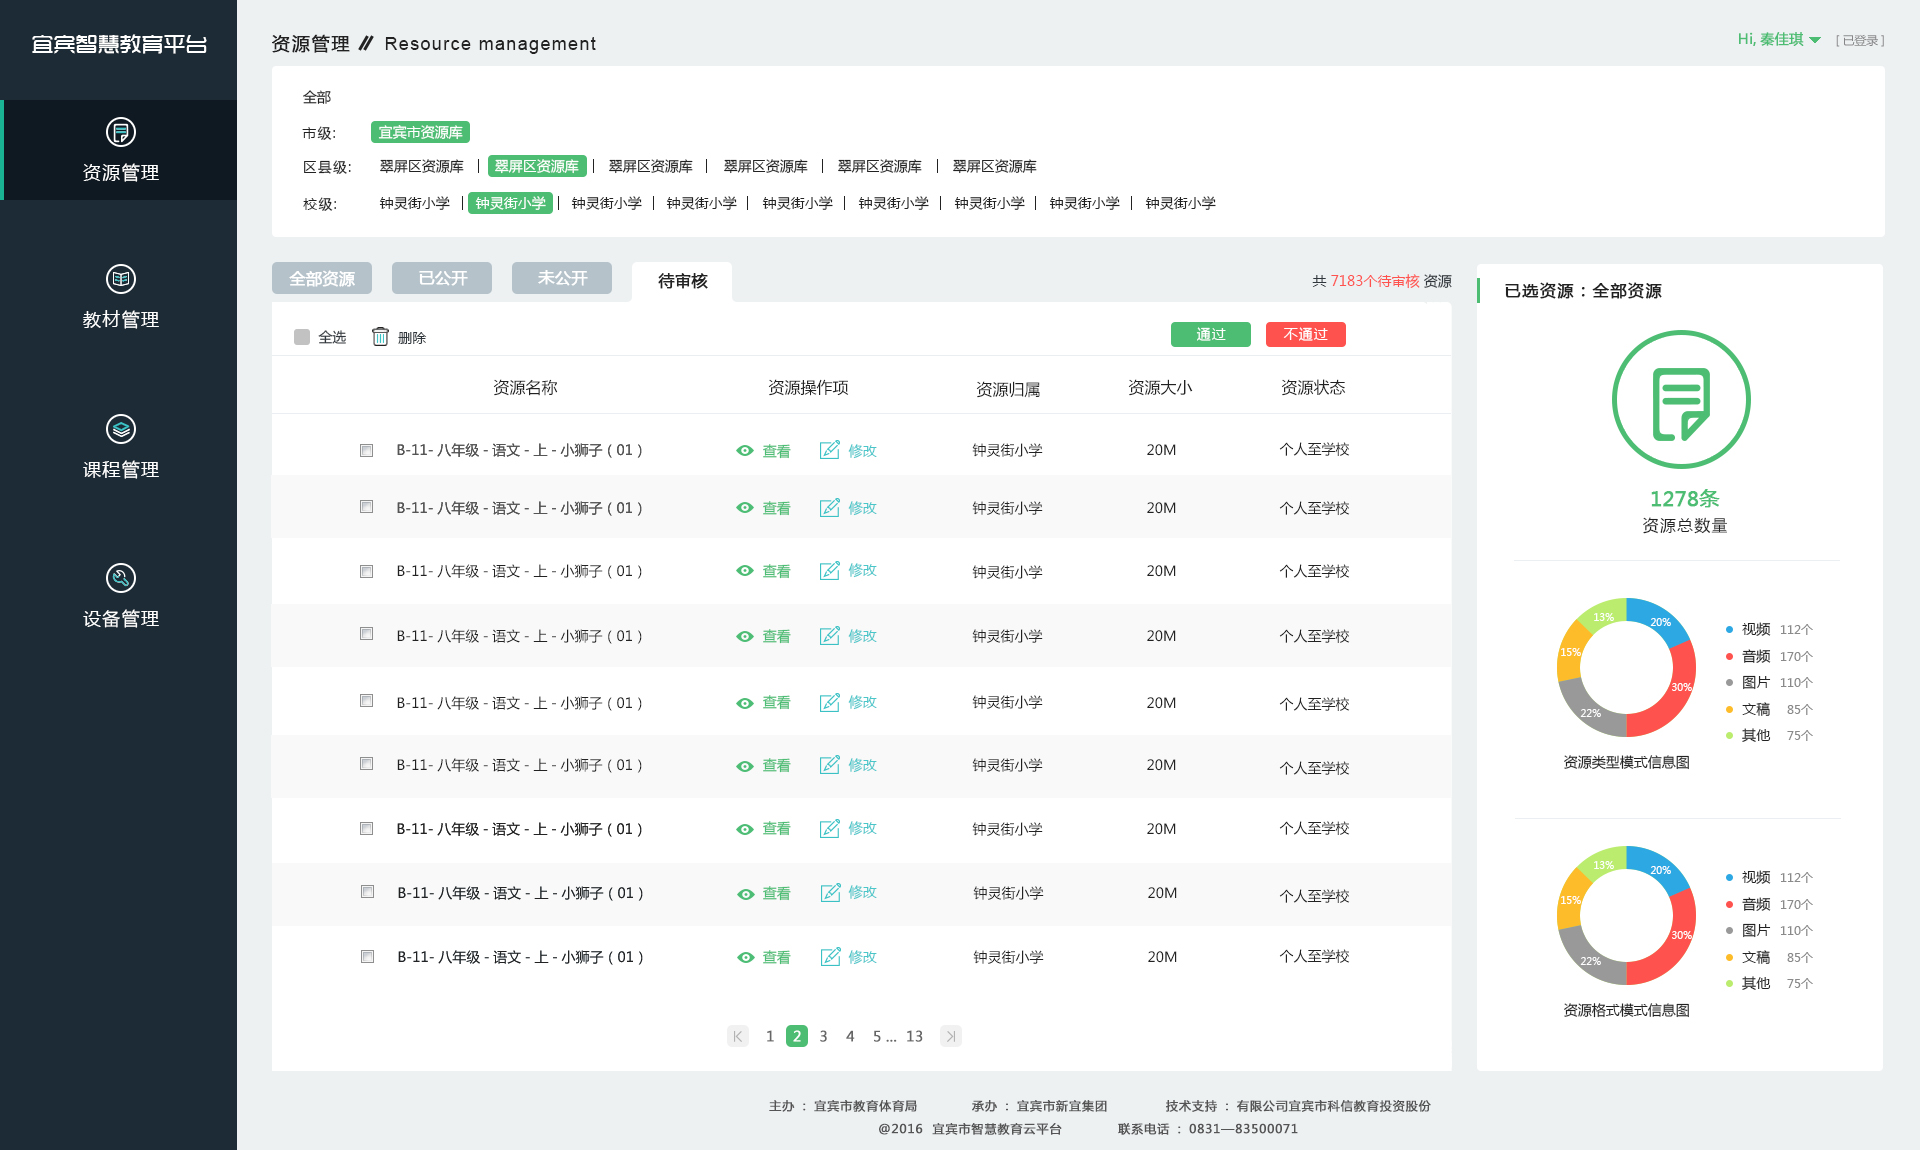 宜宾智慧教育平台
资源管理
教材管理
课程管理
设备管理
资源管理 // Resource management
Hi, 秦佳琪 [ 已登录 ]
全部
市级: 宜宾市资源库
区县级: 翠屏区资源库 | 翠屏区资源库 | 翠屏区资源库 | 翠屏区资源库 | 翠屏区资源库 | 翠屏区资源库
校级: 钟灵街小学 | 钟灵街小学 | 钟灵街小学 | 钟灵街小学 | 钟灵街小学 | 钟灵街小学 | 钟灵街小学 | 钟灵街小学 | 钟灵街小学
全部资源 已公开 未公开 待审核 共 7183个待审核 资源
全选 删除 通过 不通过
资源名称 资源操作项 资源归属 资源大小 资源状态
B-11- 八年级 - 语文 - 上 - 小狮子 ( 01 ) 查看 修改 钟灵街小学 20M 个人至学校
B-11- 八年级 - 语文 - 上 - 小狮子 ( 01 ) 查看 修改 钟灵街小学 20M 个人至学校
B-11- 八年级 - 语文 - 上 - 小狮子 ( 01 ) 查看 修改 钟灵街小学 20M 个人至学校
B-11- 八年级 - 语文 - 上 - 小狮子 ( 01 ) 查看 修改 钟灵街小学 20M 个人至学校
B-11- 八年级 - 语文 - 上 - 小狮子 ( 01 ) 查看 修改 钟灵街小学 20M 个人至学校
B-11- 八年级 - 语文 - 上 - 小狮子 ( 01 ) 查看 修改 钟灵街小学 20M 个人至学校
B-11- 八年级 - 语文 - 上 - 小狮子 ( 01 ) 查看 修改 钟灵街小学 20M 个人至学校
B-11- 八年级 - 语文 - 上 - 小狮子 ( 01 ) 查看 修改 钟灵街小学 20M 个人至学校
B-11- 八年级 - 语文 - 上 - 小狮子 ( 01 ) 查看 修改 钟灵街小学 20M 个人至学校
1 2 3 4 5 ... 13
已选资源 : 全部资源
1278条
资源总数量
13% 20%
15% 30%
22%
视频 112个
音频 170个
图片 110个
文稿 85个
其他 75个
资源类型模式信息图
13% 20%
15% 30%
22%
视频 112个
音频 170个
图片 110个
文稿 85个
其他 75个
资源格式模式信息图
主办 : 宜宾市教育体育局 承办 : 宜宾市新宜集团 技术支持 : 有限公司宜宾市科信教育投资股份
@2016 宜宾市智慧教育云平台 联系电话 : 0831—83500071